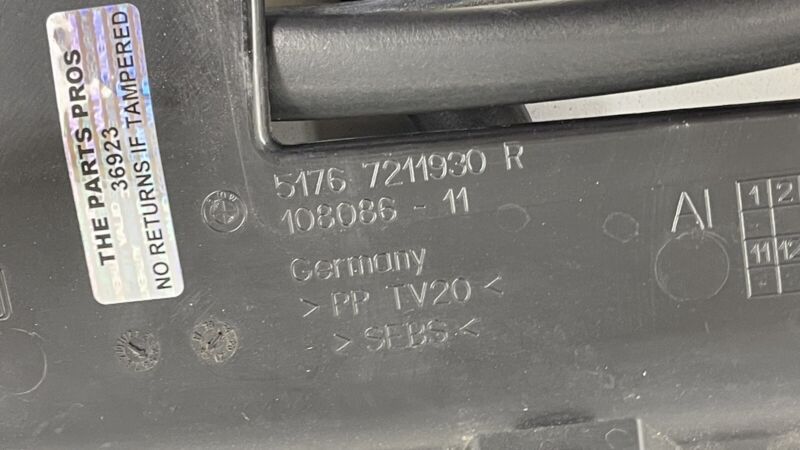 THE PARTS PROS
36923
NO RETURNS IF TAMPERED
5176 7211930 R
108086 - 11
Germany
> PP TV20 <
> SEBS <
AI
1 2
11 12